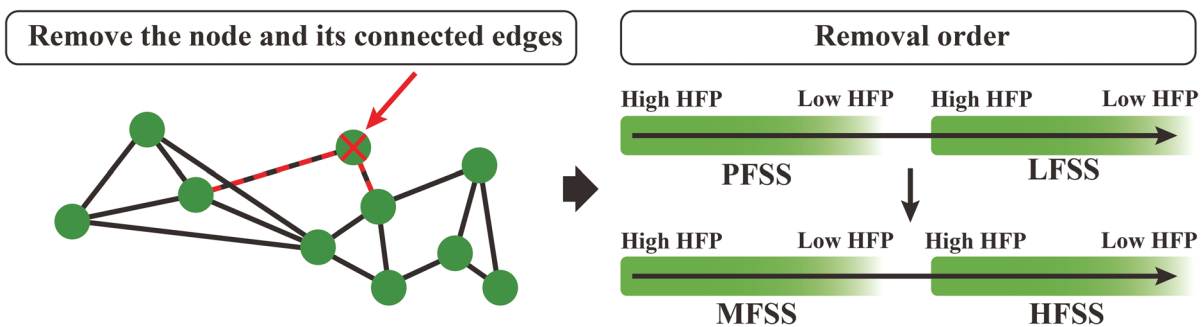 Remove the node and its connected edges
Removal order
High HFP Low HFP High HFP Low HFP
PFSS LFSS
High HFP Low HFP High HFP Low HFP
MFSS HFSS